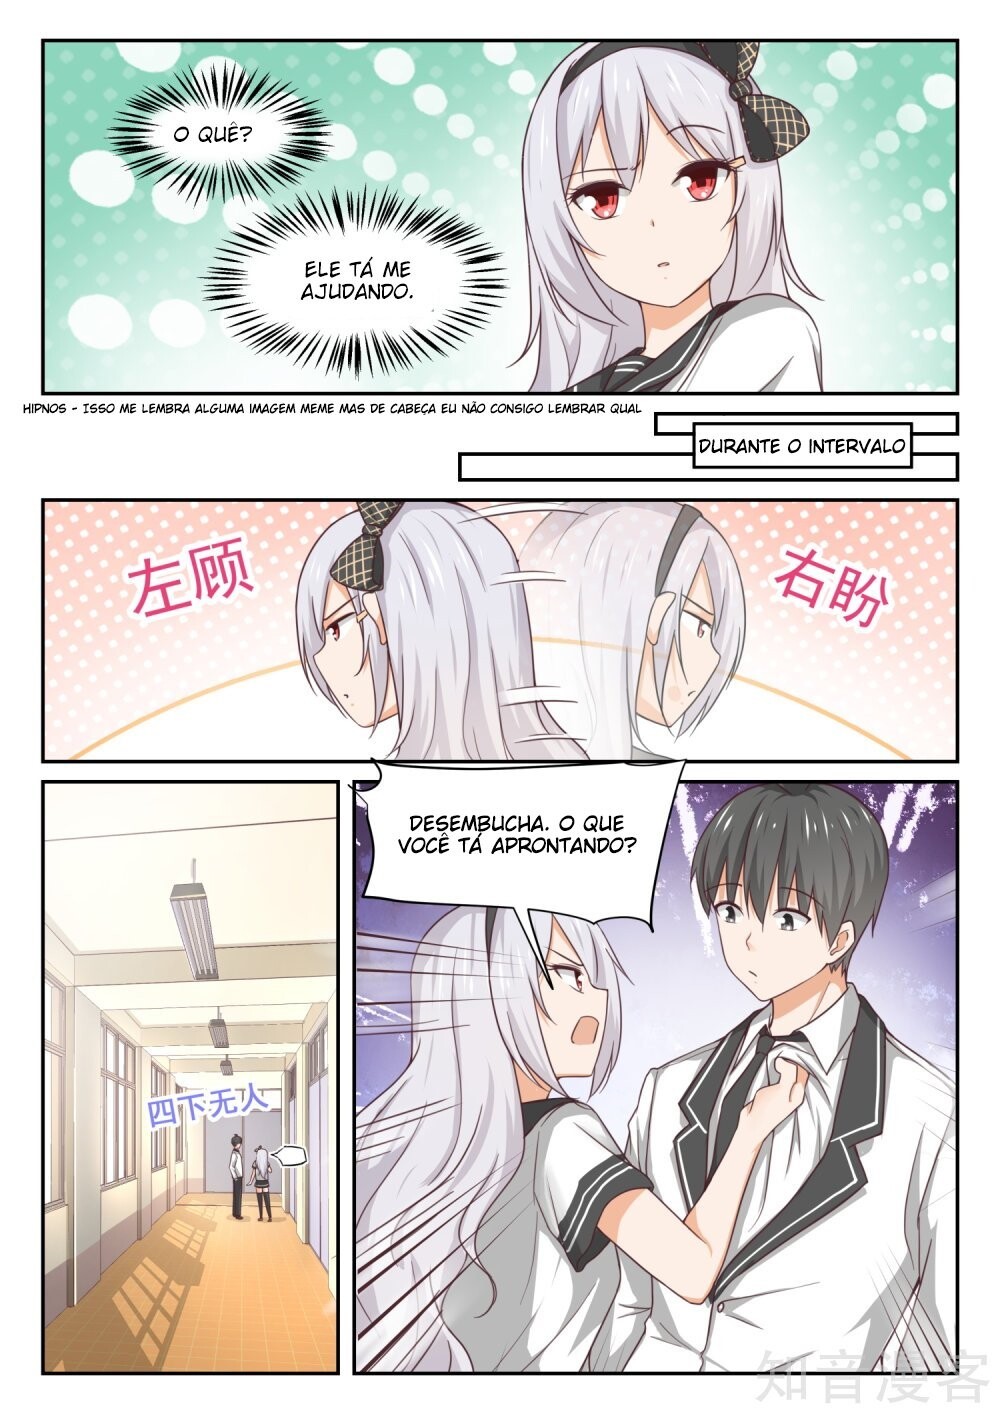 O QUÊ?
ELE TÁ ME
AJUDANDO.
HIPNOS - ISSO ME LEMBRA ALGUMA IMAGEM MEME MAS DE CABEÇA EU NÃO CONSIGO LEMBRAR QUAL
DURANTE O INTERVALO
左顾
右盼
DESEMBUCHA. O QUE
VOCÊ TÁ APRONTANDO?
四下无人
知音漫客